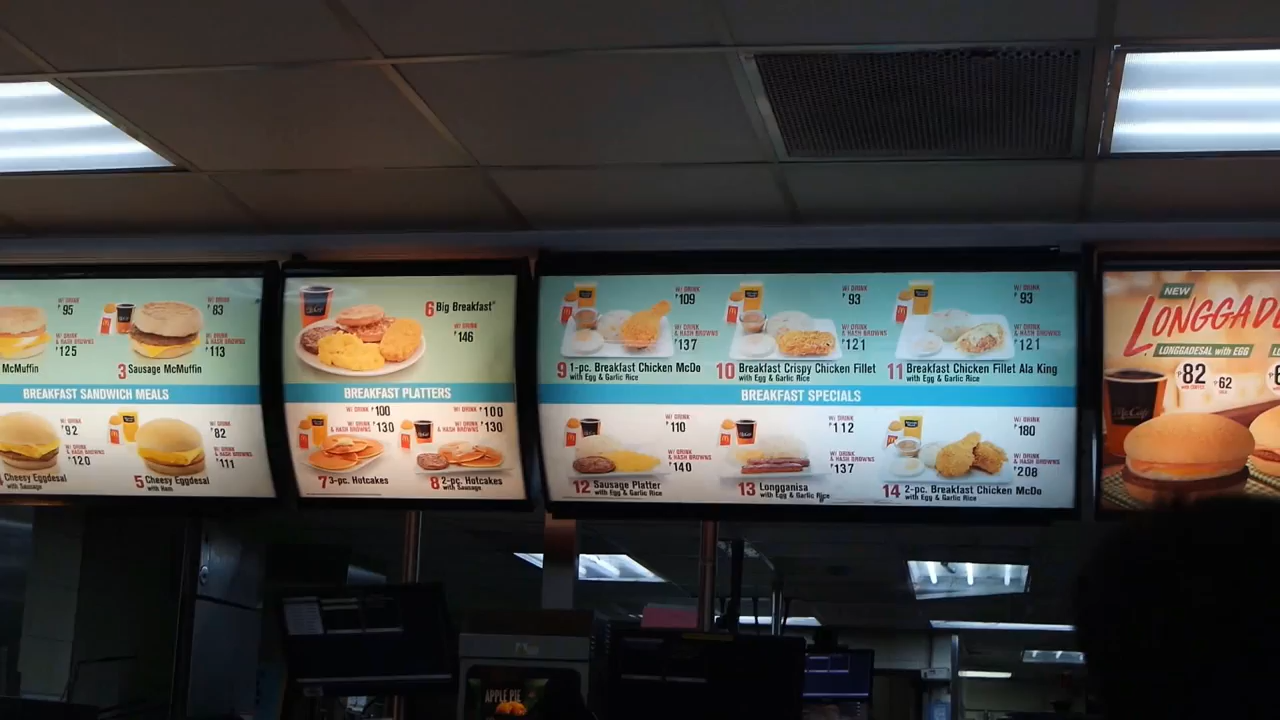 W/ DRINK
₱95
W/ DRINK
& HASH BROWNS
₱125
McMuffin
W/ DRINK
₱83
W/ DRINK
& HASH BROWNS
₱113
3 Sausage McMuffin
BREAKFAST SANDWICH MEALS
W/ DRINK
₱92
W/ DRINK
& HASH BROWNS
₱120
Cheesy Eggdesal
with Sausage
W/ DRINK
₱82
W/ DRINK
& HASH BROWNS
₱111
5 Cheesy Eggdesal
with Ham
6 Big Breakfast®
W/ DRINK
₱146
BREAKFAST PLATTERS
W/ DRINK ₱100
W/ DRINK
& HASH BROWNS ₱130
7 3-pc. Hotcakes
W/ DRINK ₱100
W/ DRINK
& HASH BROWNS ₱130
8 2-pc. Hotcakes
with Sausage
W/ DRINK
₱109
W/ DRINK
& HASH BROWNS
₱137
9 1-pc. Breakfast Chicken McDo
with Egg & Garlic Rice
W/ DRINK
₱93
W/ DRINK
& HASH BROWNS
₱121
10 Breakfast Crispy Chicken Fillet
with Egg & Garlic Rice
W/ DRINK
₱93
W/ DRINK
& HASH BROWNS
₱121
11 Breakfast Chicken Fillet Ala King
with Egg & Garlic Rice
BREAKFAST SPECIALS
W/ DRINK
₱110
W/ DRINK
& HASH BROWNS
₱140
12 Sausage Platter
with Egg & Garlic Rice
W/ DRINK
₱112
W/ DRINK
& HASH BROWNS
₱137
13 Longganisa
with Egg & Garlic Rice
W/ DRINK
₱180
W/ DRINK
& HASH BROWNS
₱208
14 2-pc. Breakfast Chicken McDo
with Egg & Garlic Rice
NEW
LONGGADE
LONGGADESAL with EGG
₱82
₱62
McCafé
APPLE PIE